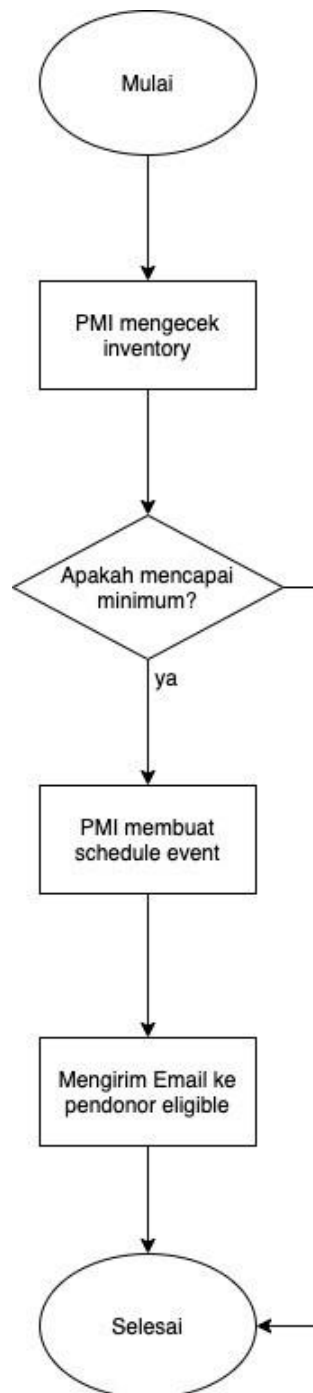 Mulai
PMI mengecek
inventory
Apakah mencapai
minimum?
ya
PMI membuat
schedule event
Mengirim Email ke
pendonor eligible
Selesai